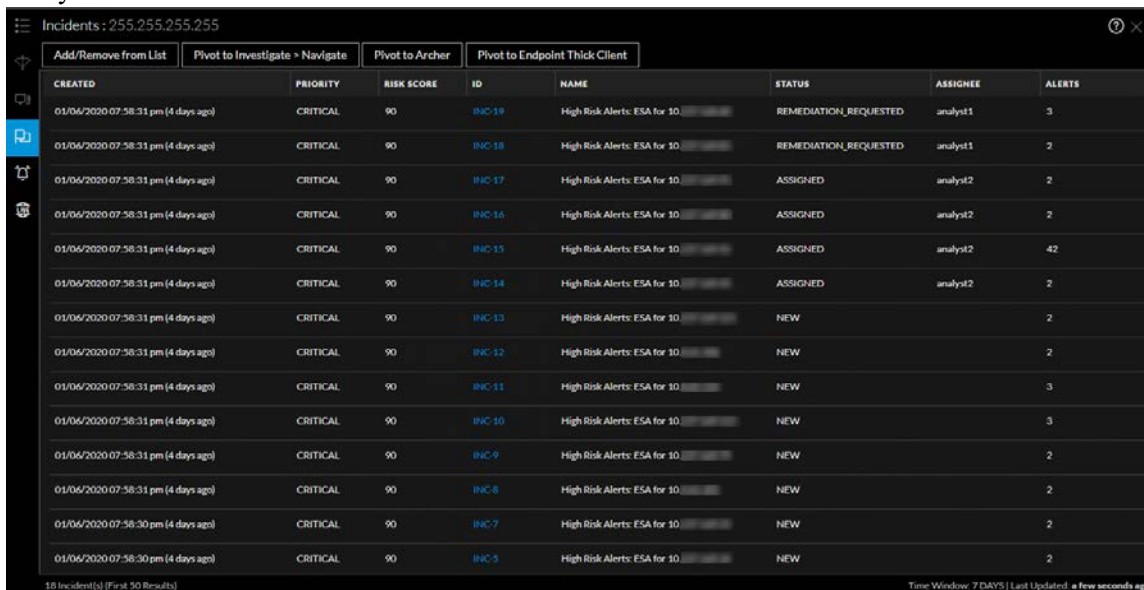 Incidents : 255.255.255.255
Add/Remove from List Pivot to Investigate > Navigate Pivot to Archer Pivot to Endpoint Thick Client
CREATED PRIORITY RISK SCORE ID NAME STATUS ASSIGNEE ALERTS
01/06/2020 07:58:31 pm (4 days ago) CRITICAL 90 INC-19 High Risk Alerts: ESA for 10. REMEDIATION_REQUESTED analyst1 3
01/06/2020 07:58:31 pm (4 days ago) CRITICAL 90 INC-18 High Risk Alerts: ESA for 10. REMEDIATION_REQUESTED analyst1 2
01/06/2020 07:58:31 pm (4 days ago) CRITICAL 90 INC-17 High Risk Alerts: ESA for 10. ASSIGNED analyst2 2
01/06/2020 07:58:31 pm (4 days ago) CRITICAL 90 INC-16 High Risk Alerts: ESA for 10. ASSIGNED analyst2 2
01/06/2020 07:58:31 pm (4 days ago) CRITICAL 90 INC-15 High Risk Alerts: ESA for 10. ASSIGNED analyst2 42
01/06/2020 07:58:31 pm (4 days ago) CRITICAL 90 INC-14 High Risk Alerts: ESA for 10. ASSIGNED analyst2 2
01/06/2020 07:58:31 pm (4 days ago) CRITICAL 90 INC-13 High Risk Alerts: ESA for 10. NEW 2
01/06/2020 07:58:31 pm (4 days ago) CRITICAL 90 INC-12 High Risk Alerts: ESA for 10. NEW 2
01/06/2020 07:58:31 pm (4 days ago) CRITICAL 90 INC-11 High Risk Alerts: ESA for 10. NEW 3
01/06/2020 07:58:31 pm (4 days ago) CRITICAL 90 INC-10 High Risk Alerts: ESA for 10. NEW 3
01/06/2020 07:58:31 pm (4 days ago) CRITICAL 90 INC-9 High Risk Alerts: ESA for 10. NEW 2
01/06/2020 07:58:31 pm (4 days ago) CRITICAL 90 INC-8 High Risk Alerts: ESA for 10. NEW 2
01/06/2020 07:58:30 pm (4 days ago) CRITICAL 90 INC-7 High Risk Alerts: ESA for 10. NEW 2
01/06/2020 07:58:30 pm (4 days ago) CRITICAL 90 INC-5 High Risk Alerts: ESA for 10. NEW 2
18 Incident(s) (First 50 Results) Time Window: 7 DAYS | Last Updated: a few seconds ag